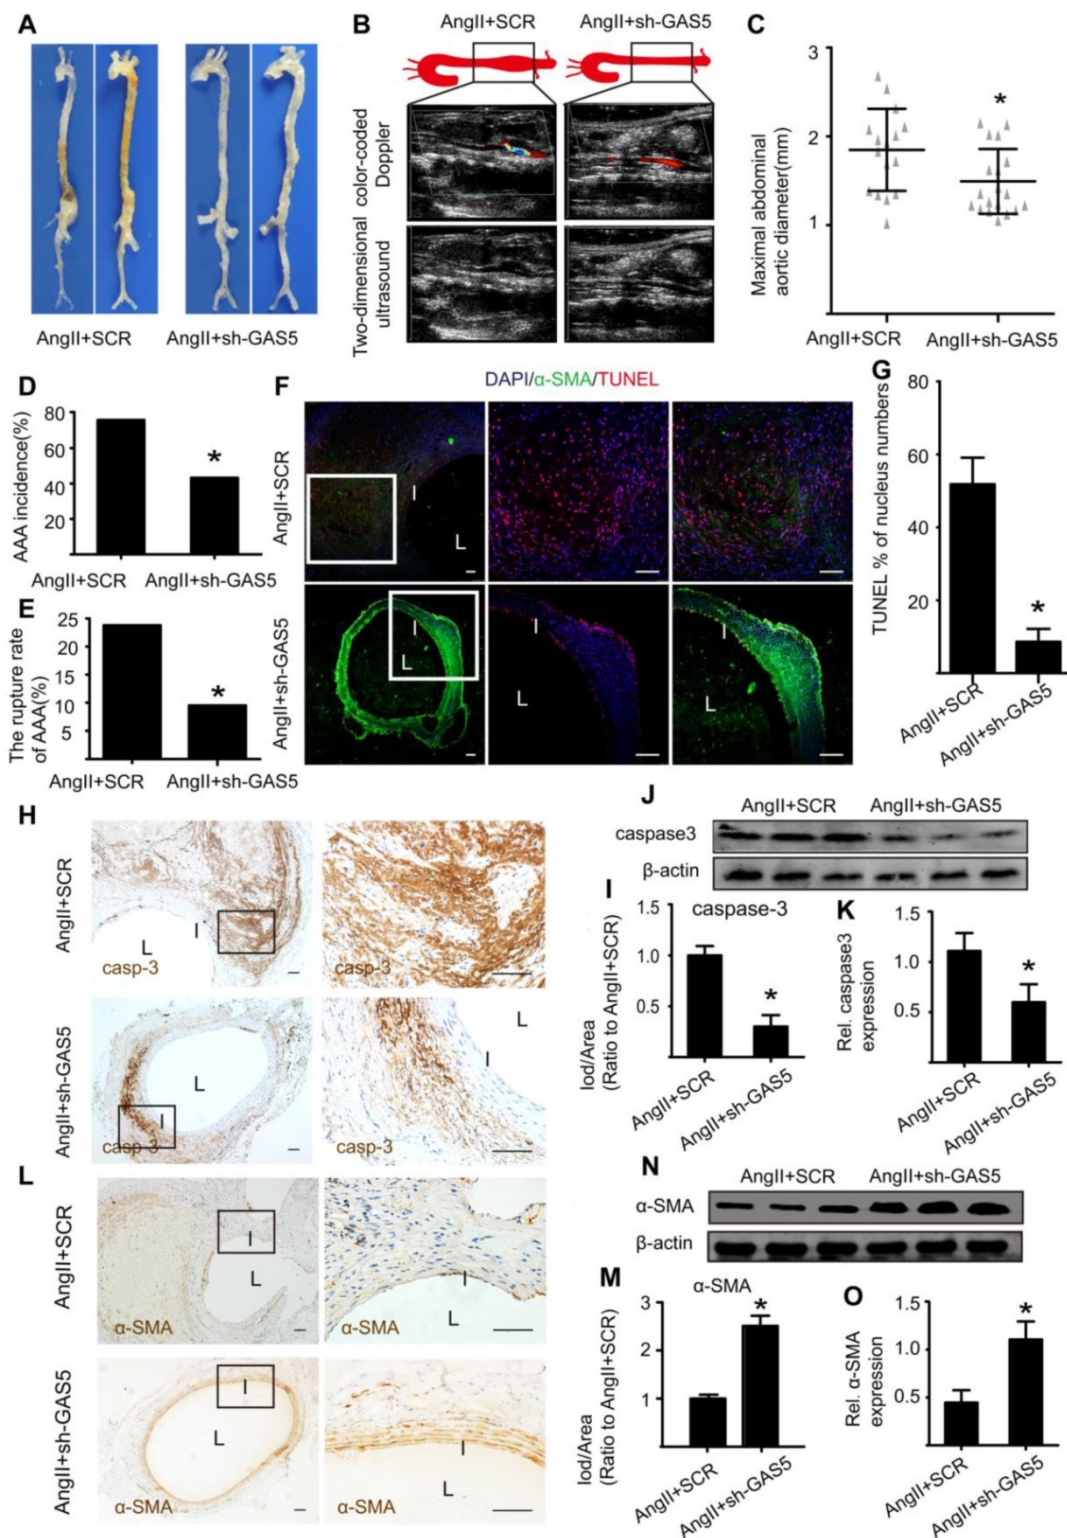 A
AngII+SCR
AngII+sh-GAS5
B
AngII+SCR
AngII+sh-GAS5
color-coded
Doppler
Two-dimensional
ultrasound
C
Maximal abdominal
aortic diameter(mm)
3
2
1
*
AngII+SCR
AngII+sh-GAS5
D
AAA incidence(%)
80
60
40
20
*
AngII+SCR
AngII+sh-GAS5
E
The rupture rate
of AAA(%)
25
20
15
10
5
*
AngII+SCR
AngII+sh-GAS5
F
DAPI/α-SMA/TUNEL
AngII+SCR
I
L
AngII+sh-GAS5
I
L
I
L
I
L
G
TUNEL % of nucleus numbers
80
60
40
20
*
AngII+SCR
AngII+sh-GAS5
H
AngII+SCR
L
I
casp-3
casp-3
AngII+sh-GAS5
L
I
casp-3
L
I
casp-3
J
AngII+SCR
AngII+sh-GAS5
caspase3
β-actin
I
caspase-3
Iod/Area
(Ratio to AngII+SCR)
1.5
1.0
0.5
*
AngII+SCR
AngII+sh-GAS5
K
Rel. caspase3
expression
1.5
1.0
0.5
*
AngII+SCR
AngII+sh-GAS5
L
AngII+SCR
I
L
α-SMA
I
L
α-SMA
AngII+sh-GAS5
I
L
α-SMA
I
L
α-SMA
N
AngII+SCR
AngII+sh-GAS5
α-SMA
β-actin
M
α-SMA
Iod/Area
(Ratio to AngII+SCR)
3
2
1
*
AngII+SCR
AngII+sh-GAS5
O
Rel. α-SMA
expression
1.5
1.0
0.5
*
AngII+SCR
AngII+sh-GAS5